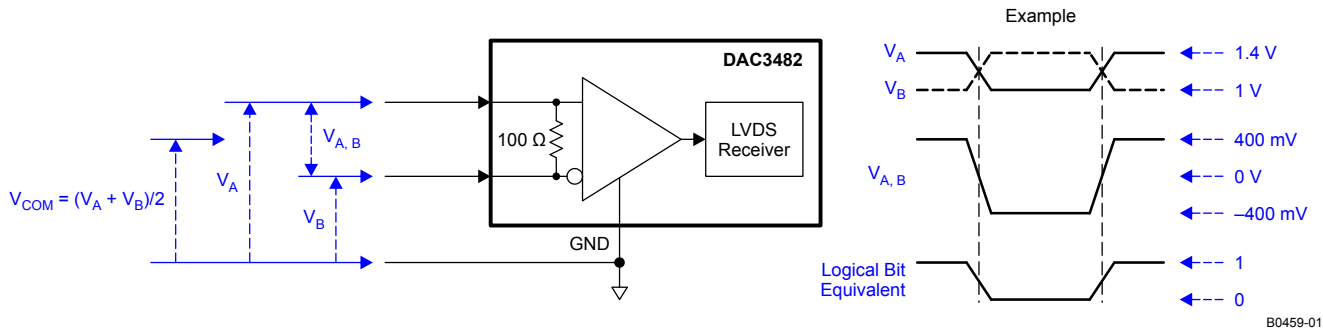 Example
DAC3482
100 Ω
LVDS
Receiver
GND
V_A, B
V_A
V_B
V_COM = (V_A + V_B)/2
V_A
V_B
1.4 V
1 V
V_A, B
400 mV
0 V
–400 mV
Logical Bit
Equivalent
1
0
B0459-01